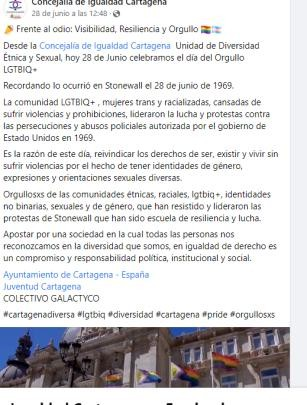 Concejalía de Igualdad Cartagena
28 de junio a las 12:48 ·
Frente al odio: Visibilidad, Resiliencia y Orgullo
Desde la Concejalía de Igualdad Cartagena Unidad de Diversidad
Étnica y Sexual, hoy 28 de Junio celebramos el día del Orgullo
LGTBIQ+
Recordando lo ocurrió en Stonewall el 28 de junio de 1969.
La comunidad LGTBIQ+ , mujeres trans y racializadas, cansadas de
sufrir violencias y prohibiciones, lideraron la lucha y protestas contra
las persecuciones y abusos policiales autorizada por el gobierno de
Estado Unidos en 1969.
Es la razón de este día, reivindicar los derechos de ser, existir y vivir sin
sufrir violencias por el hecho de tener identidades de género,
expresiones y orientaciones sexuales diversas.
Orgullosxs de las comunidades étnicas, raciales, lgtbiq+, identidades
no binarias, sexuales y de género, que han resistido y lideraron las
protestas de Stonewall que han sido escuela de resiliencia y lucha.
Apostar por una sociedad en la cual todas las personas nos
reconozcamos en la diversidad que somos, en igualdad de derecho es
un compromiso y responsabilidad política, institucional y social.
Ayuntamiento de Cartagena - España
Juventud Cartagena
COLECTIVO GALACTYCO
#cartagenadiversa #lgtbiq #diversidad #cartagena #pride #orgullosxs